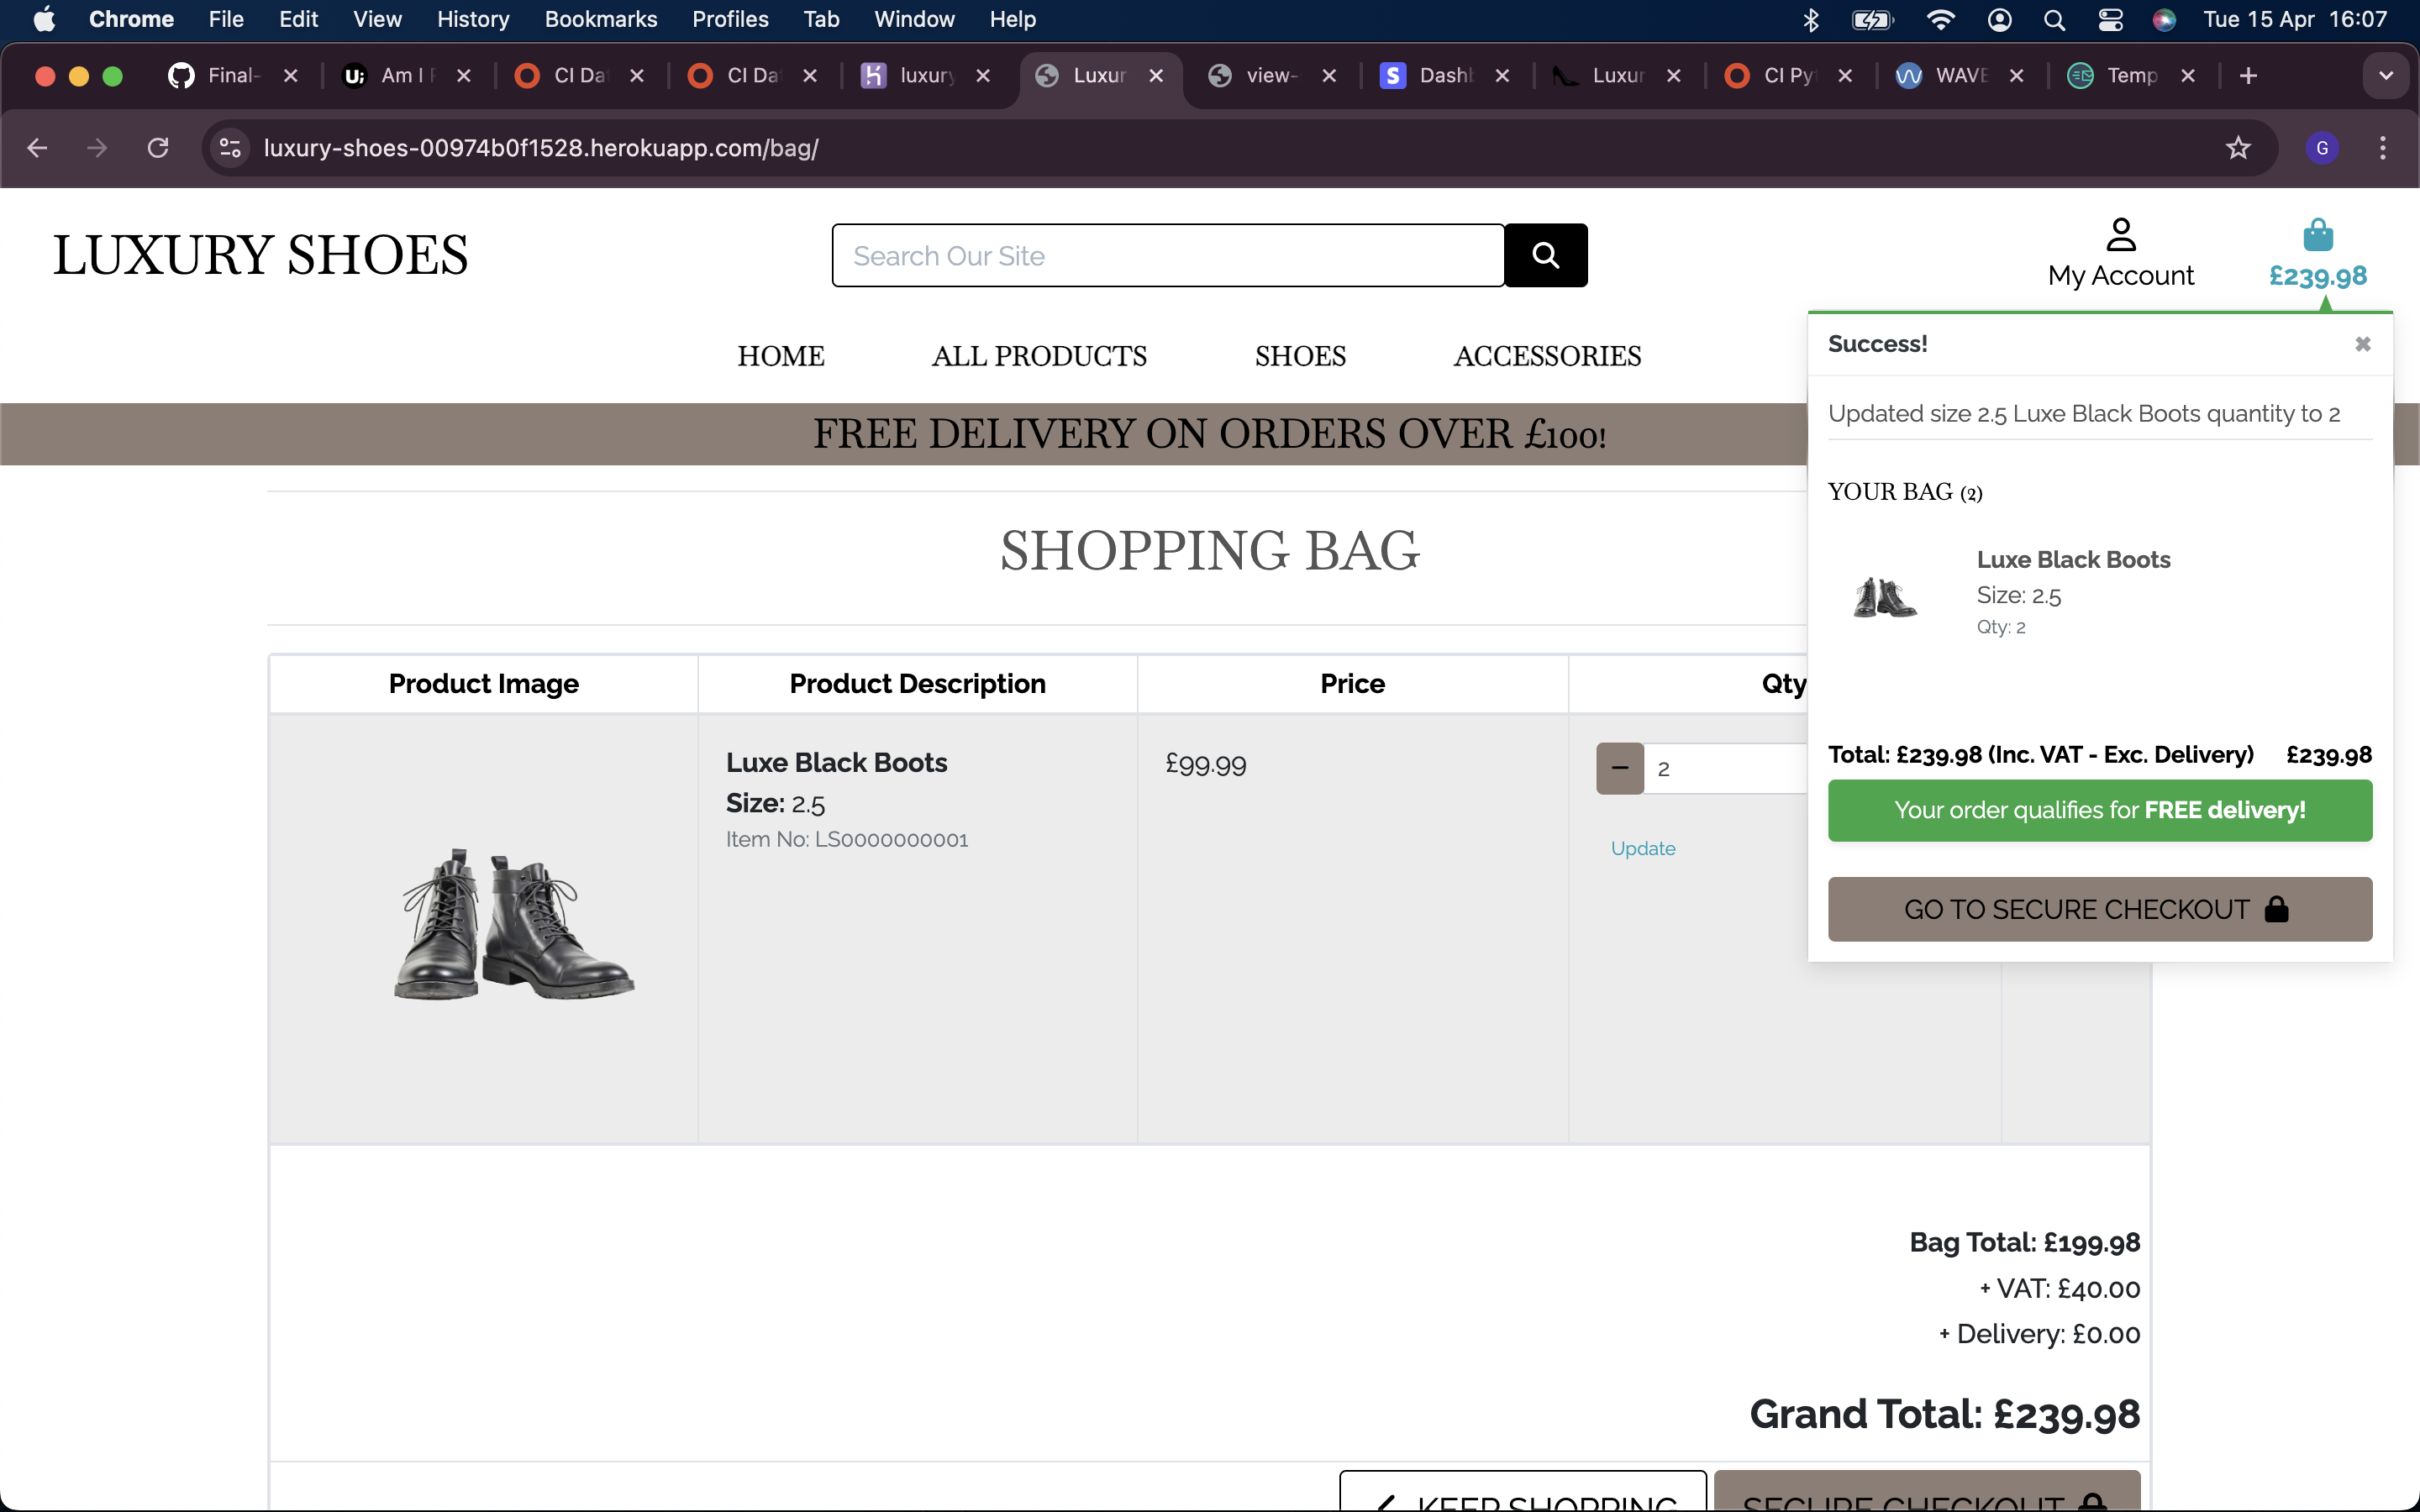 Chrome File Edit View History Bookmarks Profiles Tab Window Help Tue 15 Apr 16:07
Final- Am I CI Da CI Da luxury Luxur view- Dash Luxur CI Py WAVE Temp
luxury-shoes-00974b0f1528.herokuapp.com/bag/
LUXURY SHOES
Search Our Site
My Account
£239.98
HOME ALL PRODUCTS SHOES ACCESSORIES
FREE DELIVERY ON ORDERS OVER £100!
Success!
Updated size 2.5 Luxe Black Boots quantity to 2
YOUR BAG (2)
Luxe Black Boots
Size: 2.5
Qty: 2
Total: £239.98 (Inc. VAT - Exc. Delivery) £239.98
Your order qualifies for FREE delivery!
GO TO SECURE CHECKOUT
SHOPPING BAG
Product Image Product Description Price Qty
Luxe Black Boots
Size: 2.5
Item No: LS0000000001
£99.99
2
Update
Bag Total: £199.98
+ VAT: £40.00
+ Delivery: £0.00
Grand Total: £239.98
KEEP SHOPPING SECURE CHECKOUT